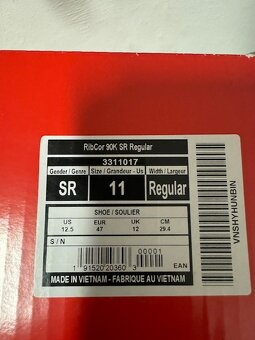 RibCor 90K SR Regular
3311017
Gender / Genre Size / Grandeur - Us Width / Largeur
SR 11 Regular
SHOE / SOULIER
US EUR UK CM
12.5 47 12 29.4
S / N
00001
1 91520 20360 3
EAN
MADE IN VIETNAM - FABRIQUE AU VIETNAM
VNSHYHUNBIN